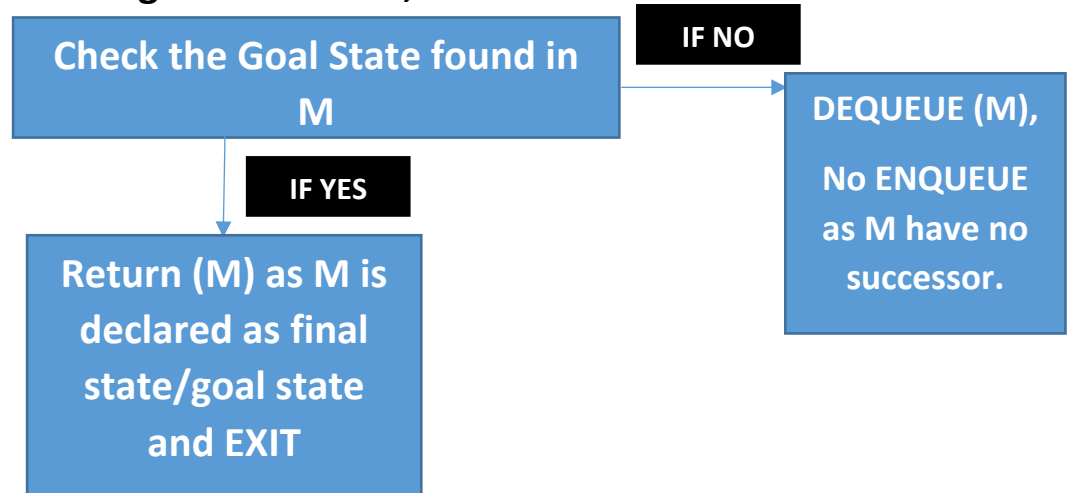 Check the Goal State found in
M
IF NO
DEQUEUE (M),
No ENQUEUE
as M have no
successor.
IF YES
Return (M) as M is
declared as final
state/goal state
and EXIT